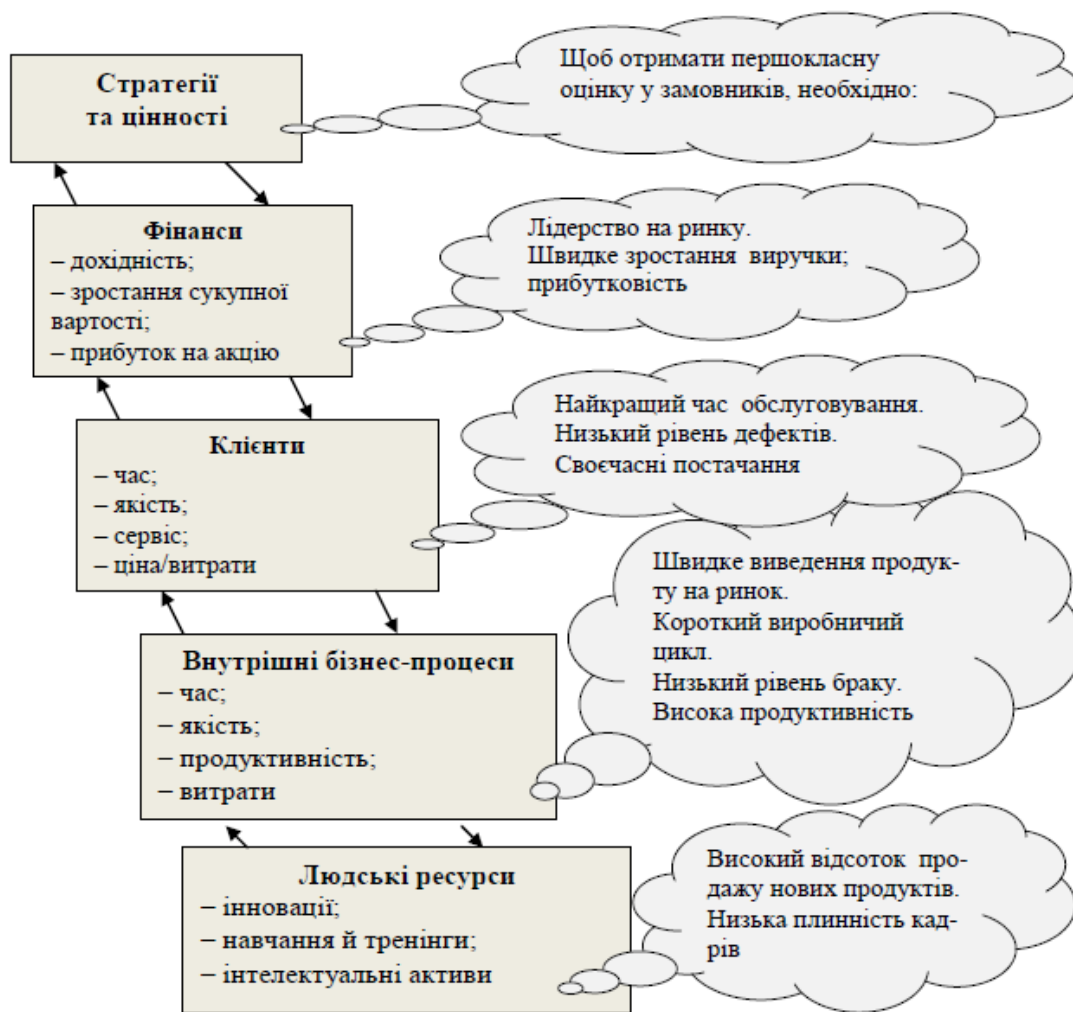 Стратегії
та цінності
Щоб отримати першокласну
оцінку у замовників, необхідно:
Фінанси
– дохідність;
– зростання сукупної
вартості;
– прибуток на акцію
Лідерство на ринку.
Швидке зростання виручки;
прибутковість
Клієнти
– час;
– якість;
– сервіс;
– ціна/витрати
Найкращий час обслуговування.
Низький рівень дефектів.
Своєчасні постачання
Внутрішні бізнес-процеси
– час;
– якість;
– продуктивність;
– витрати
Швидке виведення продук-
ту на ринок.
Короткий виробничий
цикл.
Низький рівень браку.
Висока продуктивність
Людські ресурси
– інновації;
– навчання й тренінги;
– інтелектуальні активи
Високий відсоток про-
дажу нових продуктів.
Низька плинність кад-
рів